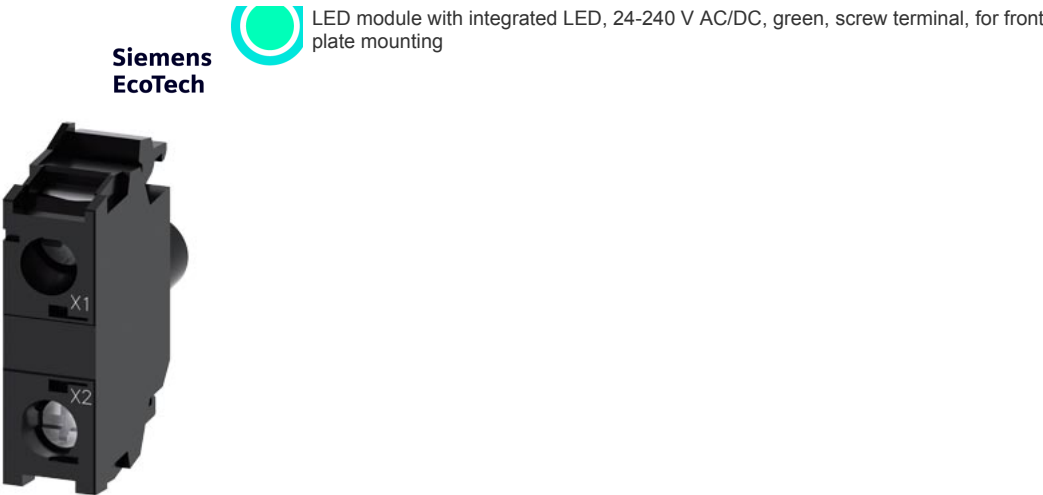 LED module with integrated LED, 24-240 V AC/DC, green, screw terminal, for front
plate mounting
Siemens
EcoTech
X1
X2